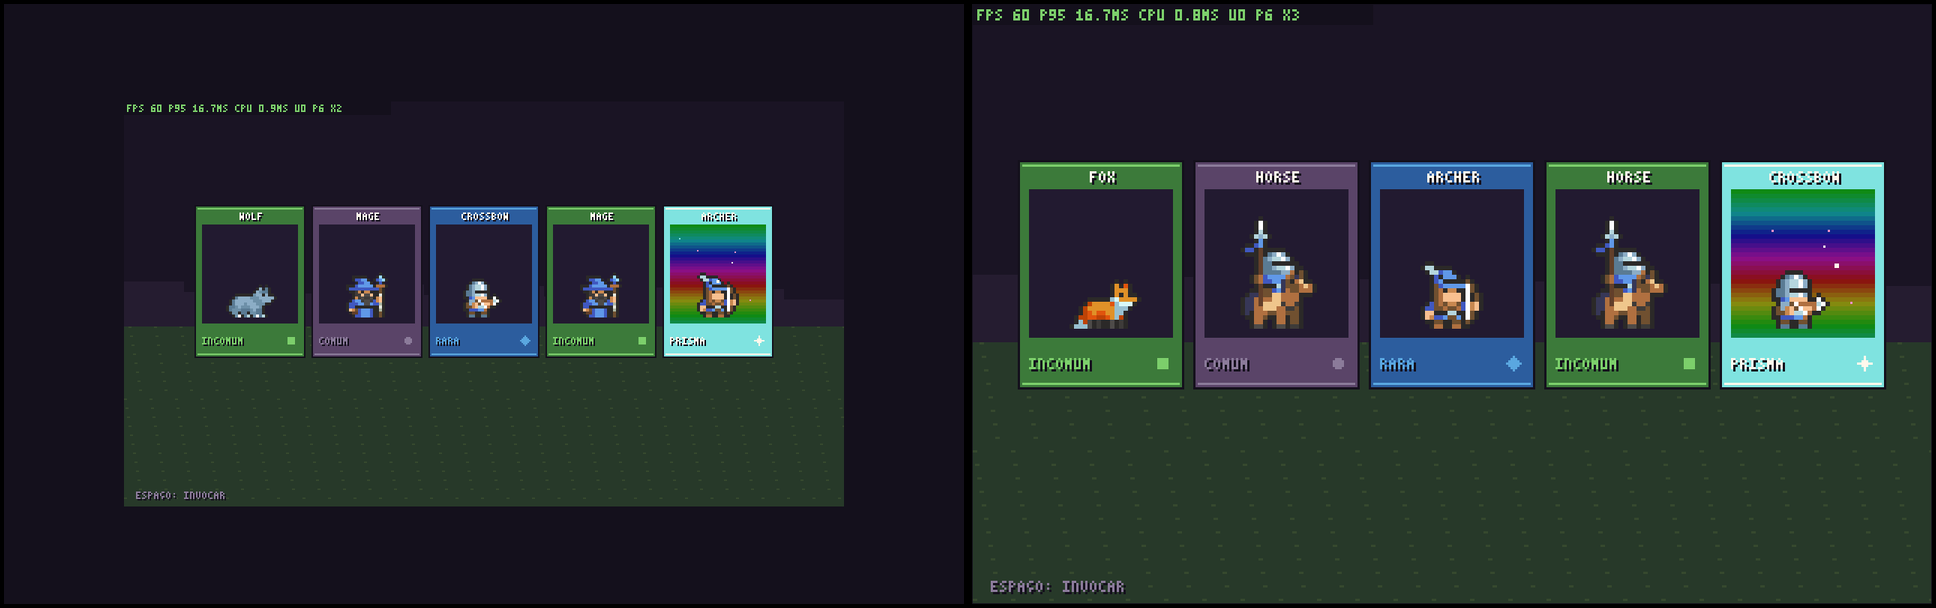 FPS 60 P95 16.7MS CPU 0.9MS U0 P6 X2
WOLF
MAGE
CROSSBOW
MAGE
ARCHER
INCOMUM
COMUM
RARA
INCOMUM
PRISMA
ESPAÇO: INVOCAR
FPS 60 P95 16.7MS CPU 0.8MS U0 P6 X3
FOX
HORSE
ARCHER
HORSE
CROSSBOW
INCOMUM
COMUM
RARA
INCOMUM
PRISMA
ESPAÇO: INVOCAR